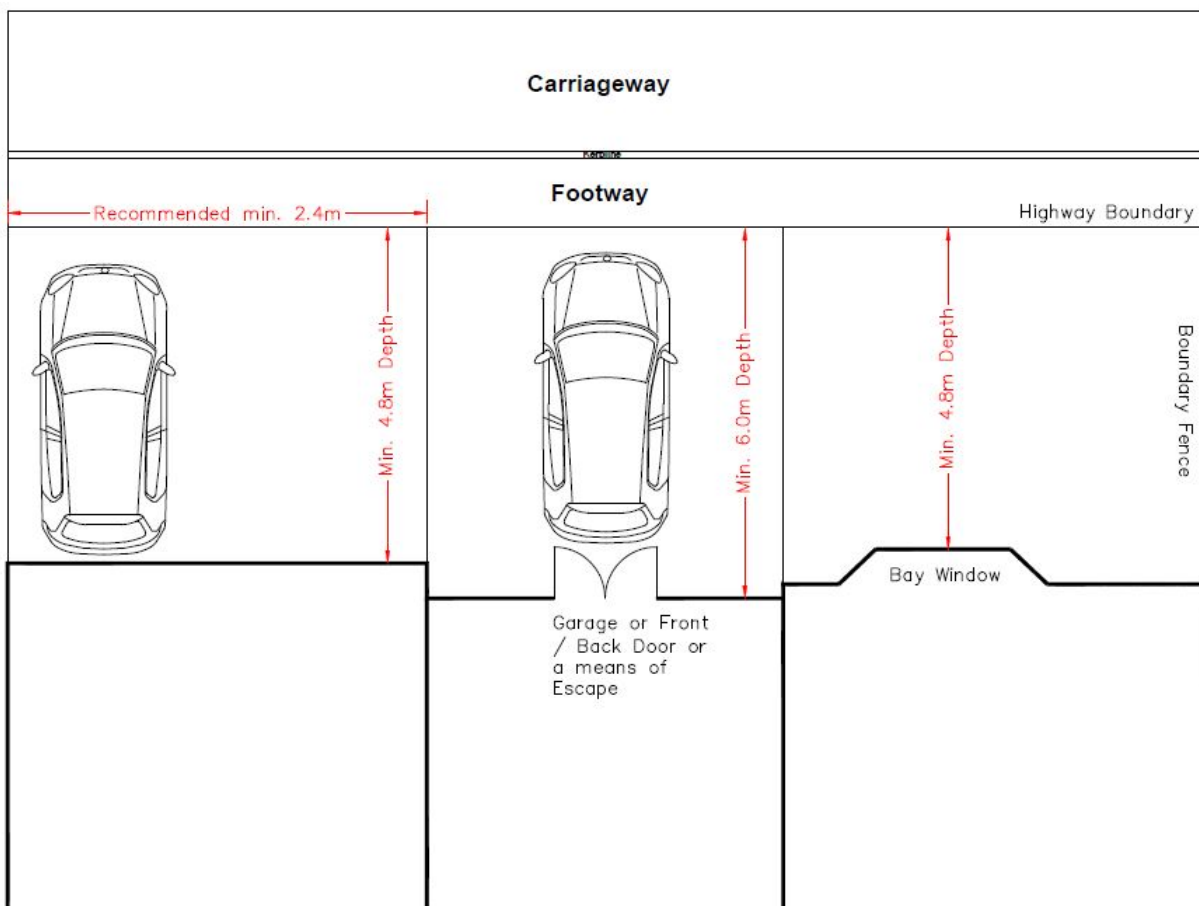 Carriageway
Kerbline
Footway
Recommended min. 2.4m
Highway Boundary
Min. 4.8m Depth
Min. 6.0m Depth
Min. 4.8m Depth
Boundary Fence
Bay Window
Garage or Front
/ Back Door or
a means of
Escape